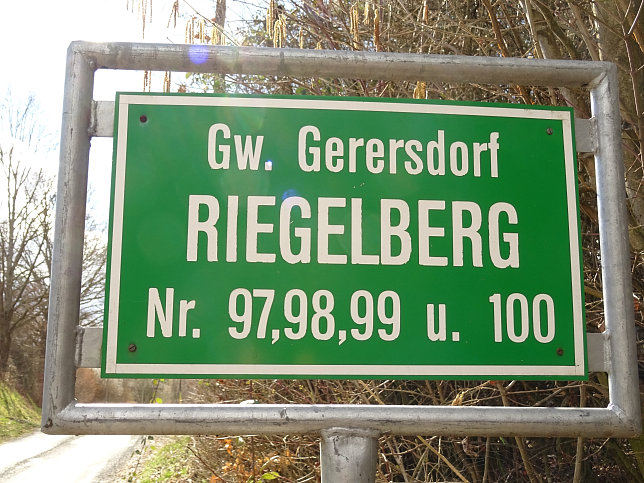 Gw. Gerersdorf
RIEGELBERG
Nr. 97,98,99 u. 100